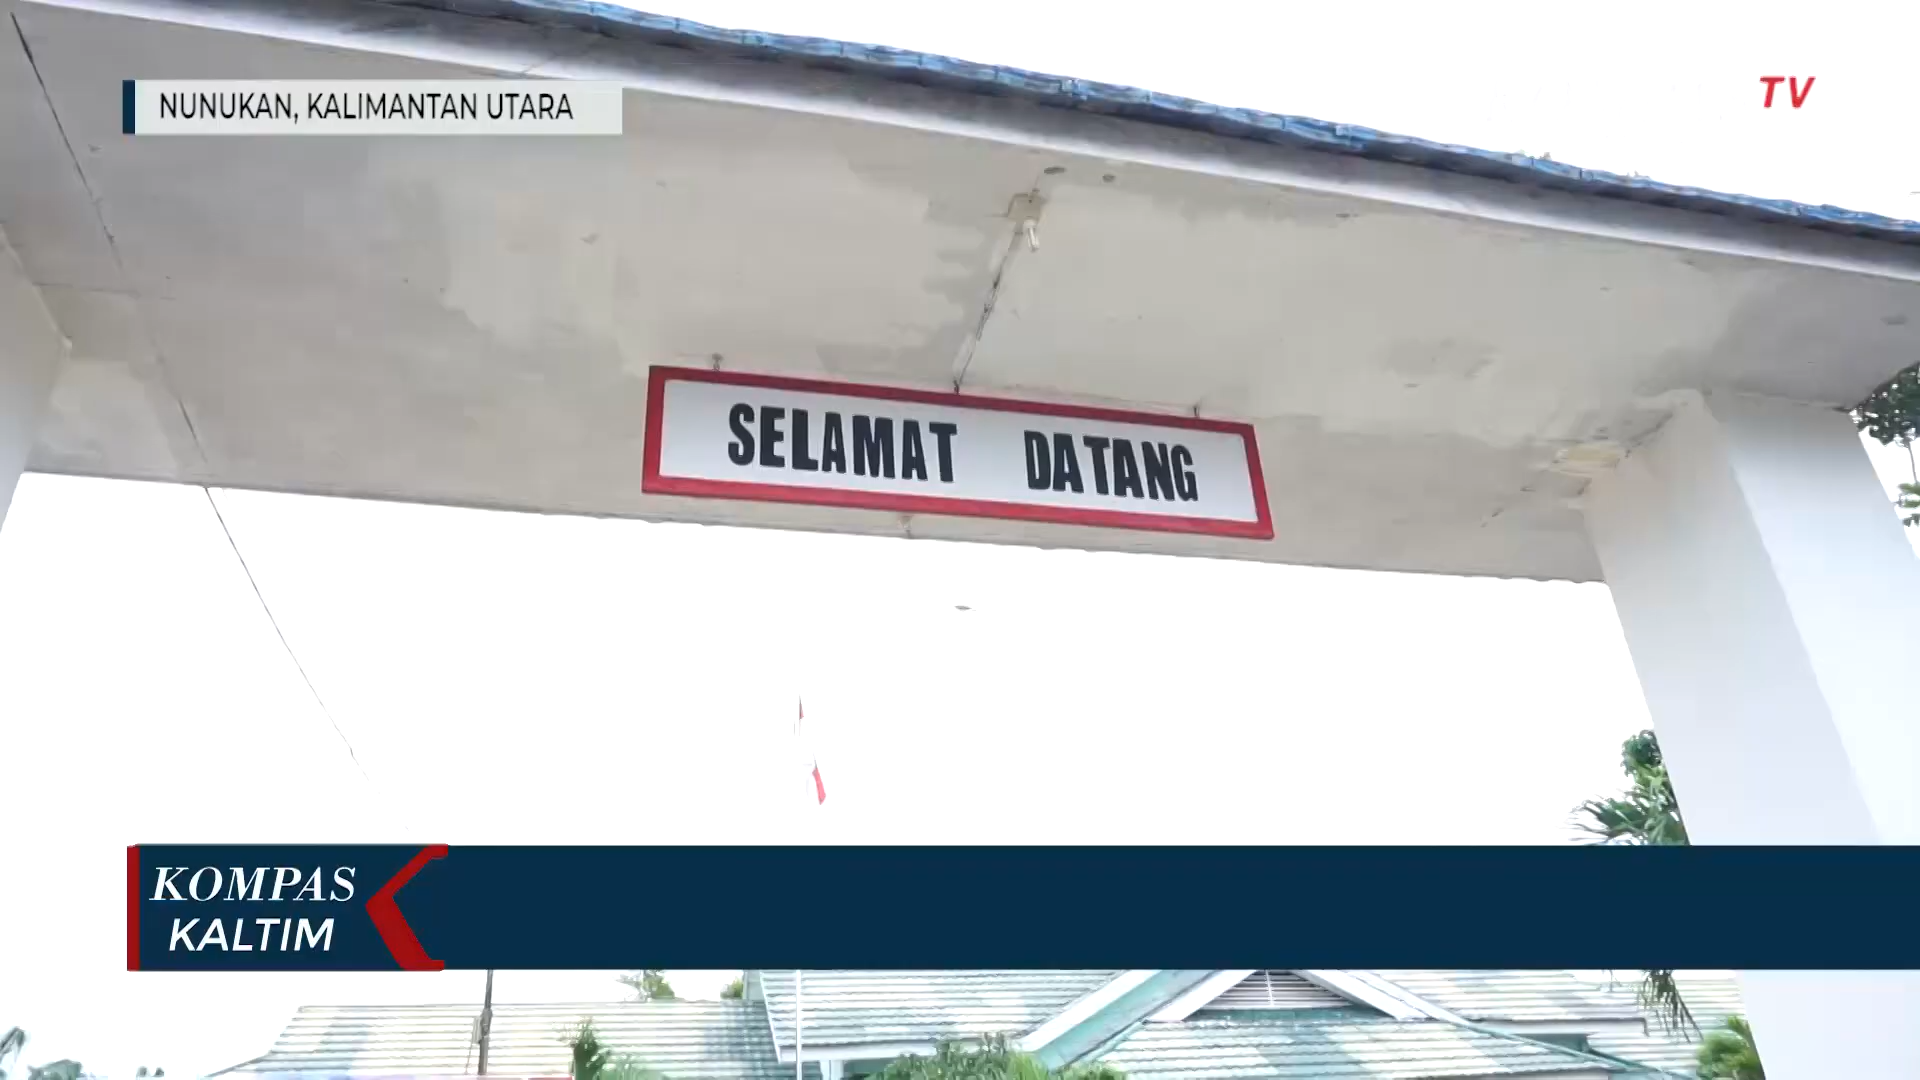 NUNUKAN, KALIMANTAN UTARA
TV
SELAMAT DATANG
KOMPAS
KALTIM